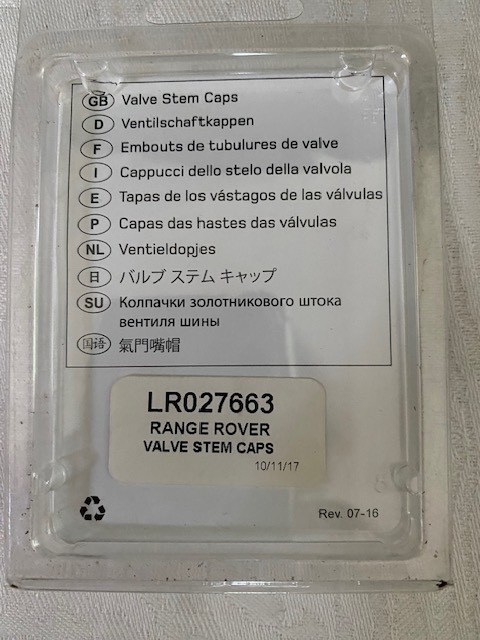 GB Valve Stem Caps
D Ventilschaftkappen
F Embouts de tubulures de valve
I Cappucci dello stelo della valvola
E Tapas de los vástagos de las válvulas
P Capas das hastes das válvulas
NL Ventieldopjes
日 バルブ ステム キャップ
SU Колпачки золотникового штока
вентиля шины
国语 氣門嘴帽
LR027663
RANGE ROVER
VALVE STEM CAPS
10/11/17
Rev. 07-16